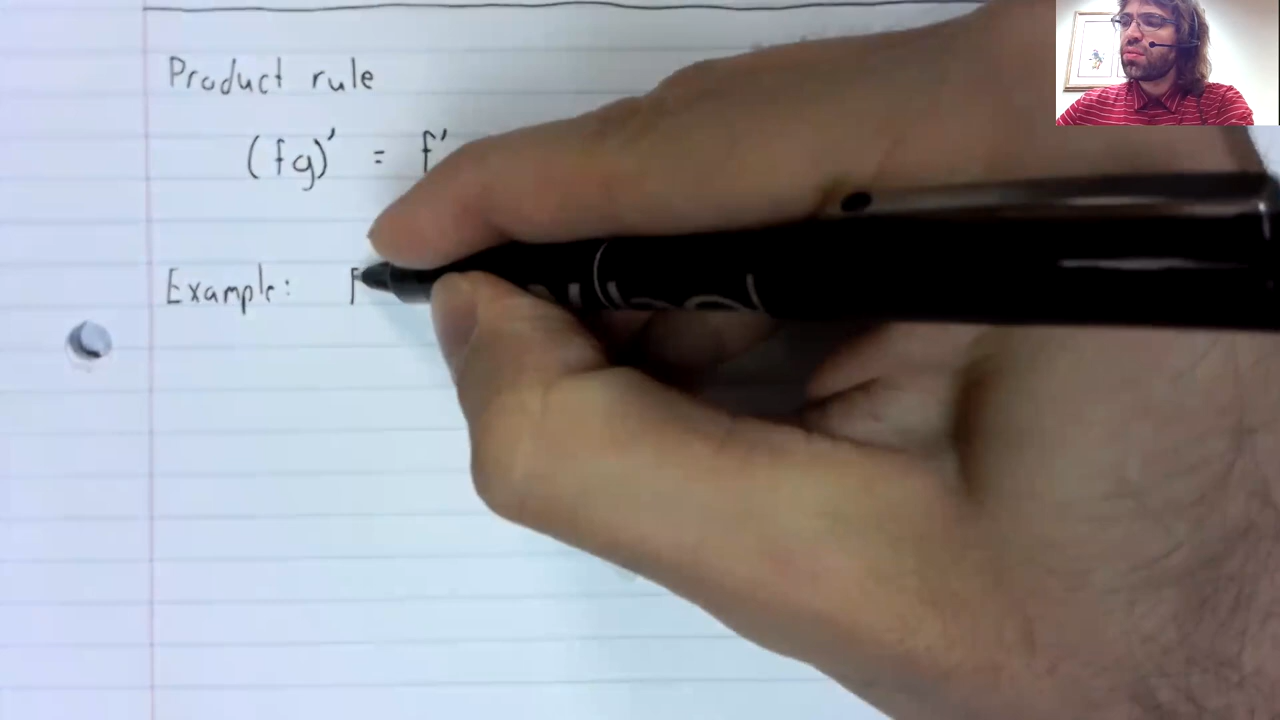 Product rule
(fg)' = f'
Example: